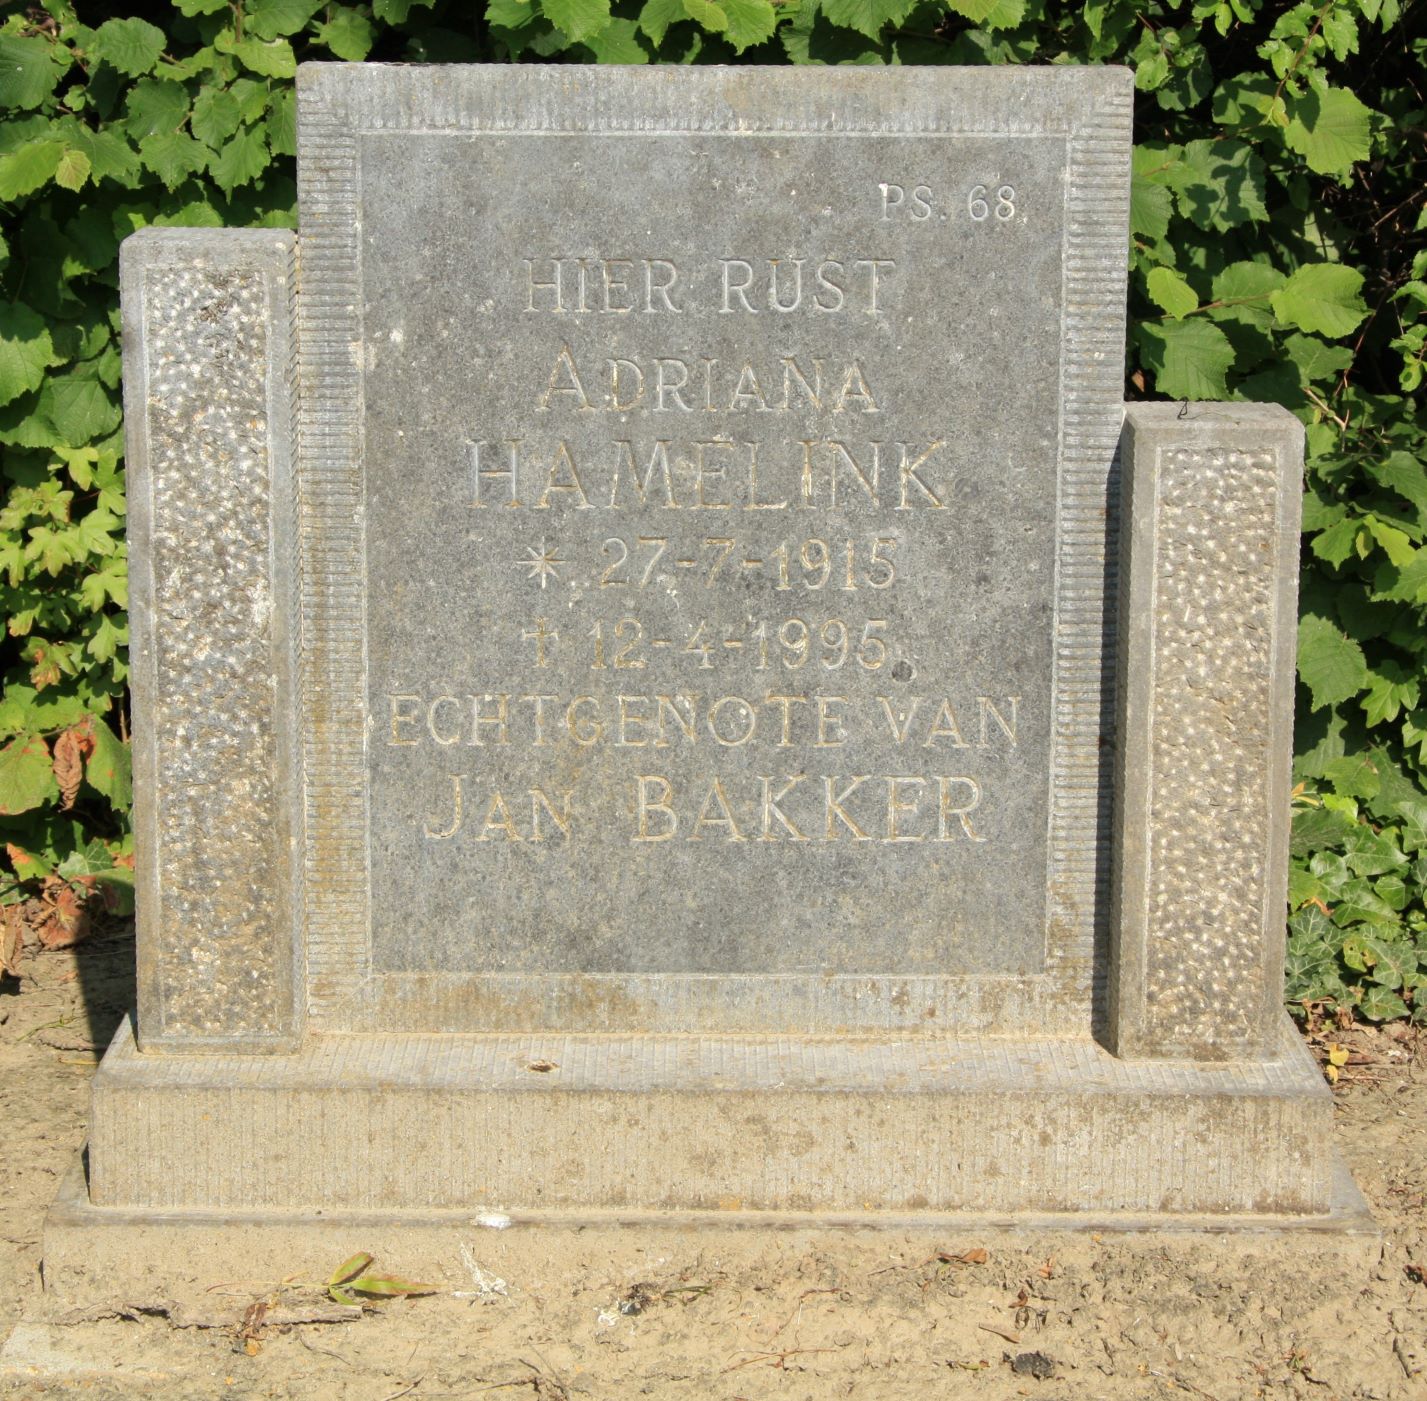 PS. 68
HIER RUST
ADRIANA
HAMELINK
* 27-7-1915
† 12-4-1995
ECHTGENOTE VAN
JAN BAKKER